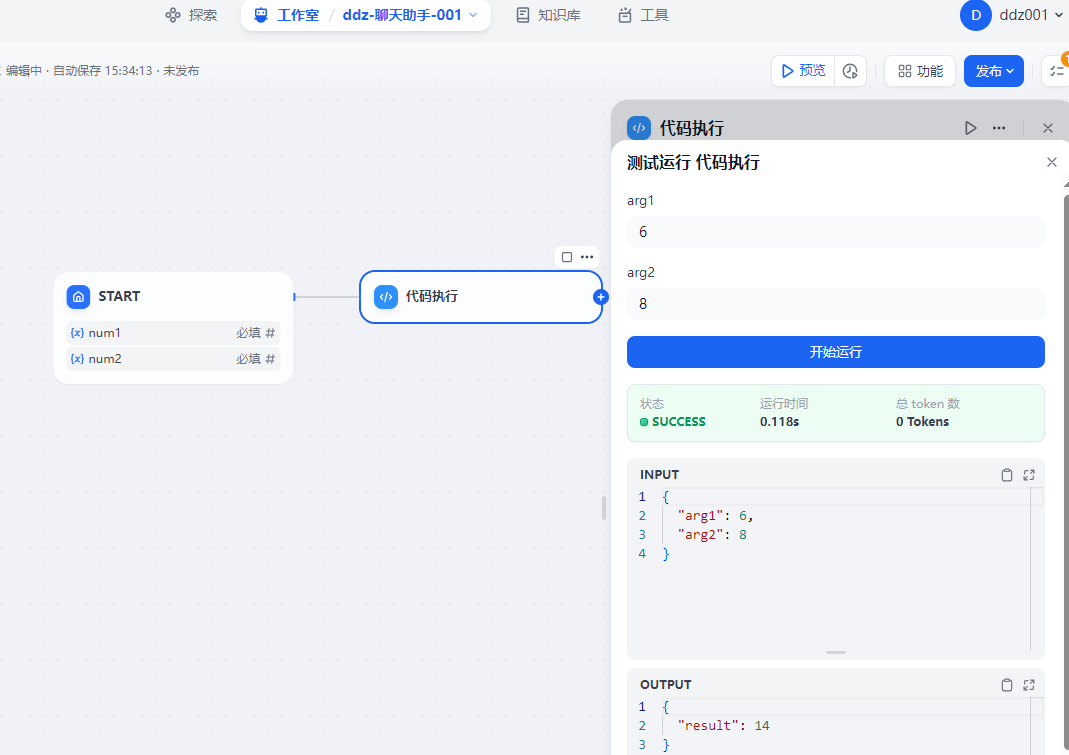 探索
工作室 / ddz-聊天助手-001
知识库
工具
D ddz001
编辑中 · 自动保存 15:34:13 · 未发布
预览
功能
发布
代码执行
测试运行 代码执行
arg1
6
arg2
8
开始运行
状态 运行时间 总 token 数
SUCCESS 0.118s 0 Tokens
INPUT
1 {
2 "arg1": 6,
3 "arg2": 8
4 }
OUTPUT
1 {
2 "result": 14
3 }
START
{x} num1 必填 #
{x} num2 必填 #
代码执行